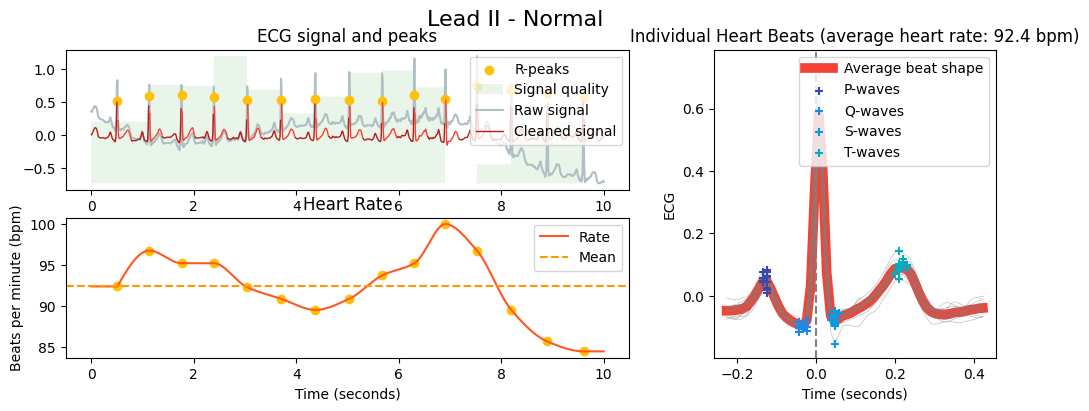 Lead II - Normal
ECG signal and peaks
1.0
0.5
0.0
−0.5
R-peaks
Signal quality
Raw signal
Cleaned signal
0 2 4 6 8 10
Heart Rate
Beats per minute (bpm)
100
95
90
85
Rate
Mean
0 2 4 6 8 10
Time (seconds)
Individual Heart Beats (average heart rate: 92.4 bpm)
ECG
0.6
0.4
0.2
0.0
Average beat shape
P-waves
Q-waves
S-waves
T-waves
−0.2 0.0 0.2 0.4
Time (seconds)